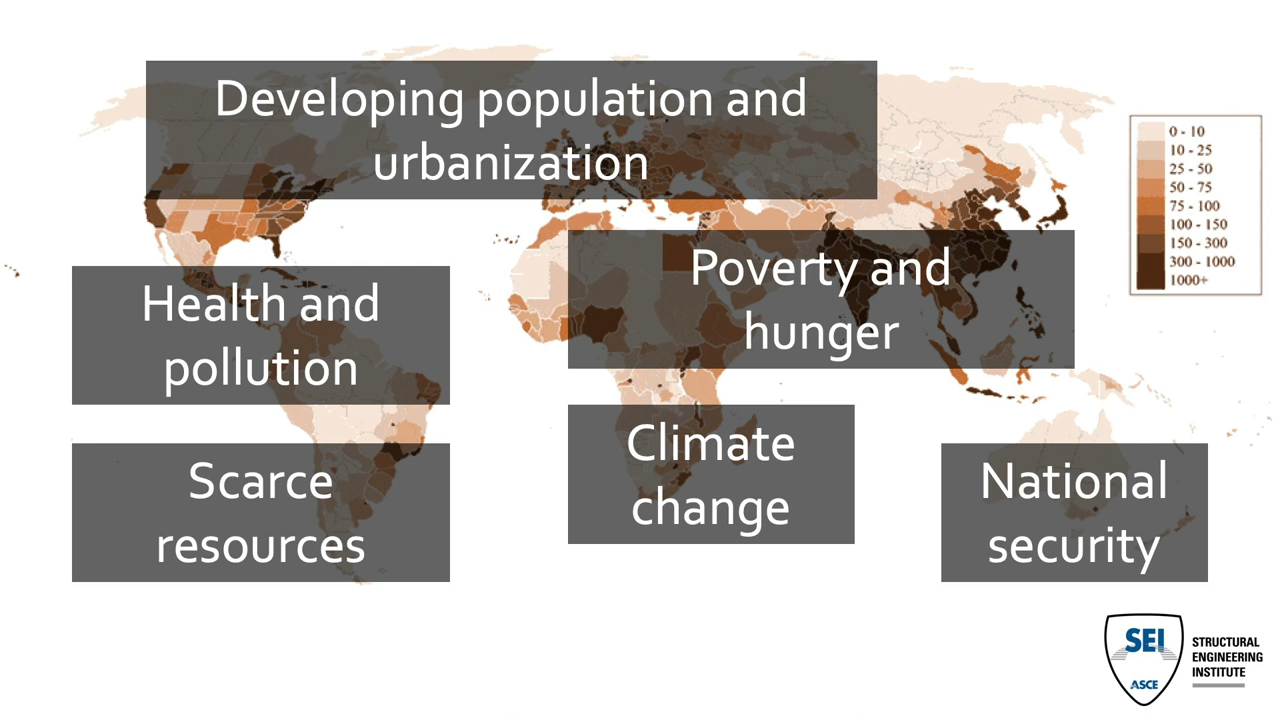 Developing population and
urbanization
0 - 10
10 - 25
25 - 50
50 - 75
75 - 100
100 - 150
150 - 300
300 - 1000
1000+
Poverty and
hunger
Health and
pollution
Climate
change
Scarce
resources
National
security
SEI
ASCE
STRUCTURAL
ENGINEERING
INSTITUTE